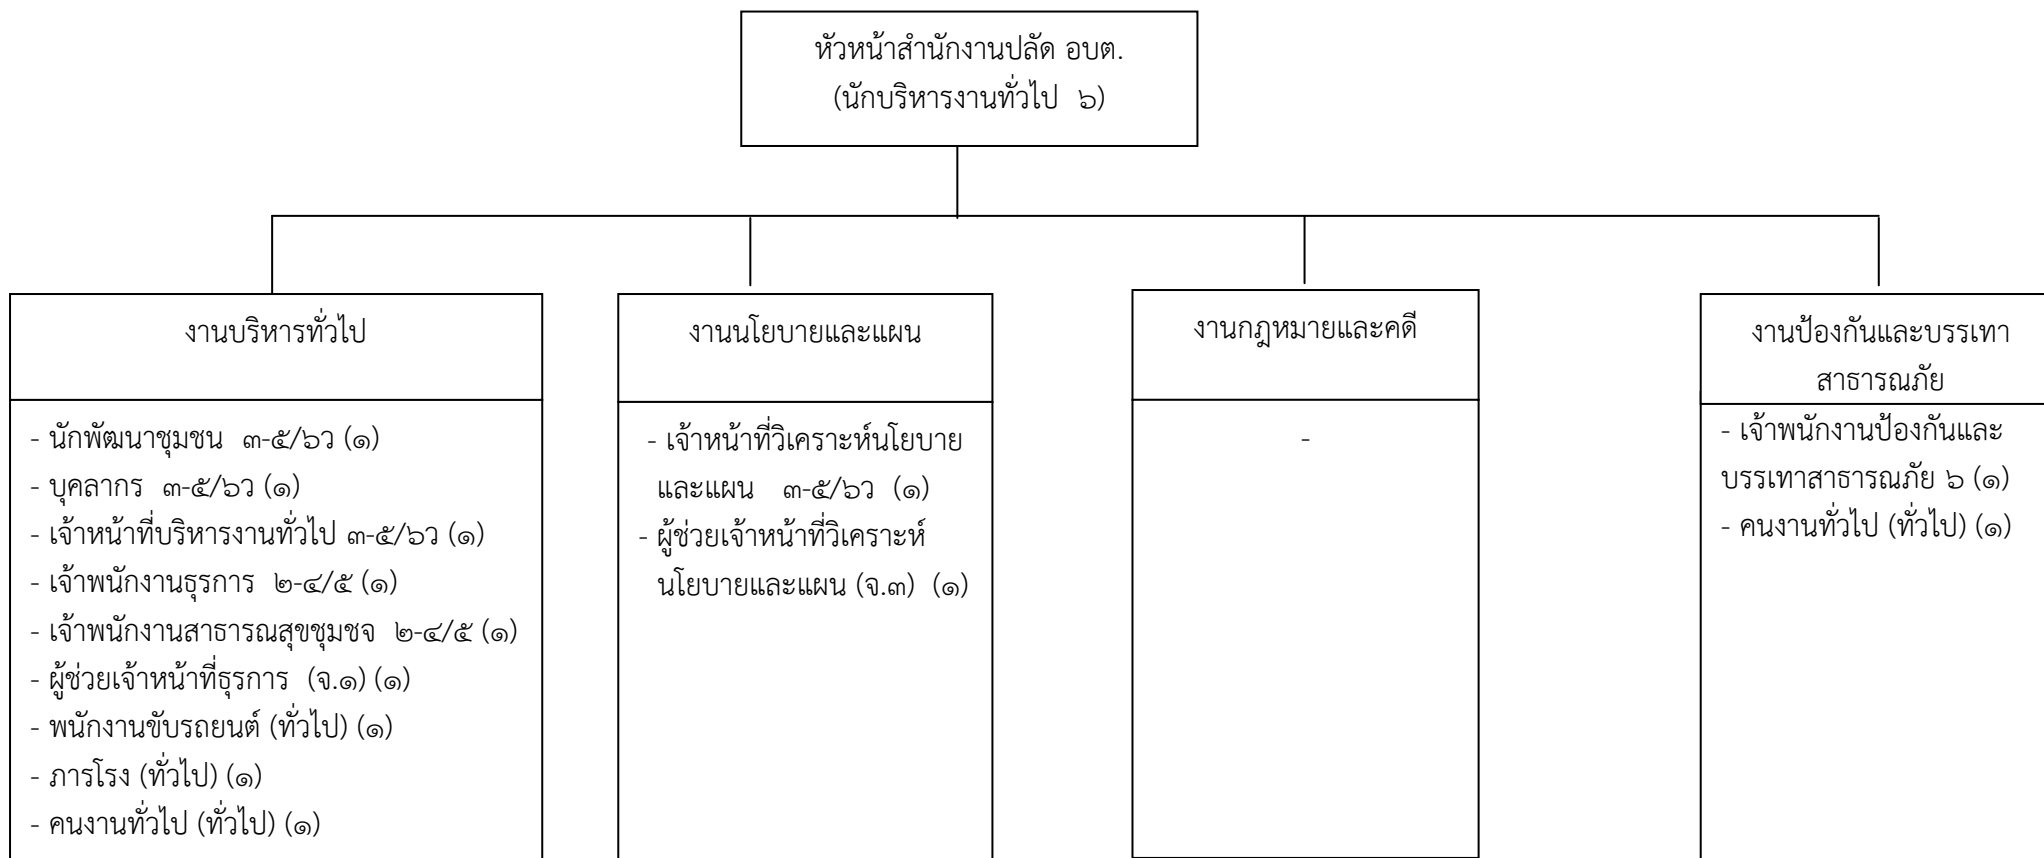 หัวหน้าสำนักงานปลัด อบต.
(นักบริหารงานทั่วไป ๖)
งานบริหารทั่วไป
- นักพัฒนาชุมชน ๓-๕/๖ว (๑)
- บุคลากร ๓-๕/๖ว (๑)
- เจ้าหน้าที่บริหารงานทั่วไป ๓-๕/๖ว (๑)
- เจ้าพนักงานธุรการ ๒-๔/๕ (๑)
- เจ้าพนักงานสาธารณสุขชุมชจ ๒-๔/๕ (๑)
- ผู้ช่วยเจ้าหน้าที่ธุรการ (จ.๑) (๑)
- พนักงานขับรถยนต์ (ทั่วไป) (๑)
- ภารโรง (ทั่วไป) (๑)
- คนงานทั่วไป (ทั่วไป) (๑)
งานนโยบายและแผน
- เจ้าหน้าที่วิเคราะห์นโยบาย
และแผน ๓-๕/๖ว (๑)
- ผู้ช่วยเจ้าหน้าที่วิเคราะห์
นโยบายและแผน (จ.๓) (๑)
งานกฎหมายและคดี
-
งานป้องกันและบรรเทา
สาธารณภัย
- เจ้าพนักงานป้องกันและ
บรรเทาสาธารณภัย ๖ (๑)
- คนงานทั่วไป (ทั่วไป) (๑)